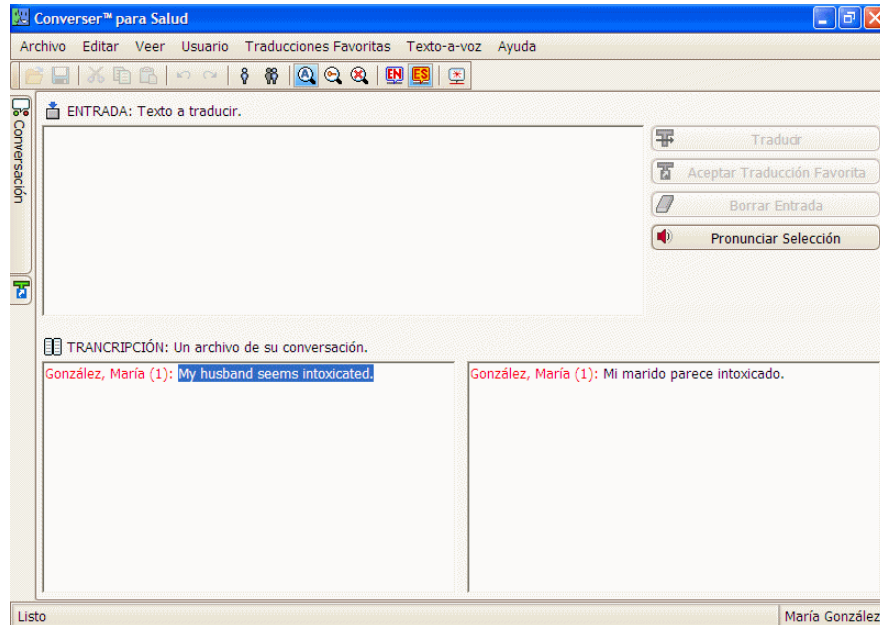 Converser™ para Salud
Archivo Editar Veer Usuario Traducciones Favoritas Texto-a-voz Ayuda
EN ES
Conversación
ENTRADA: Texto a traducir.
Traducir
Aceptar Traducción Favorita
Borrar Entrada
Pronunciar Selección
TRANCRIPCIÓN: Un archivo de su conversación.
González, María (1): My husband seems intoxicated.
González, María (1): Mi marido parece intoxicado.
Listo
María González